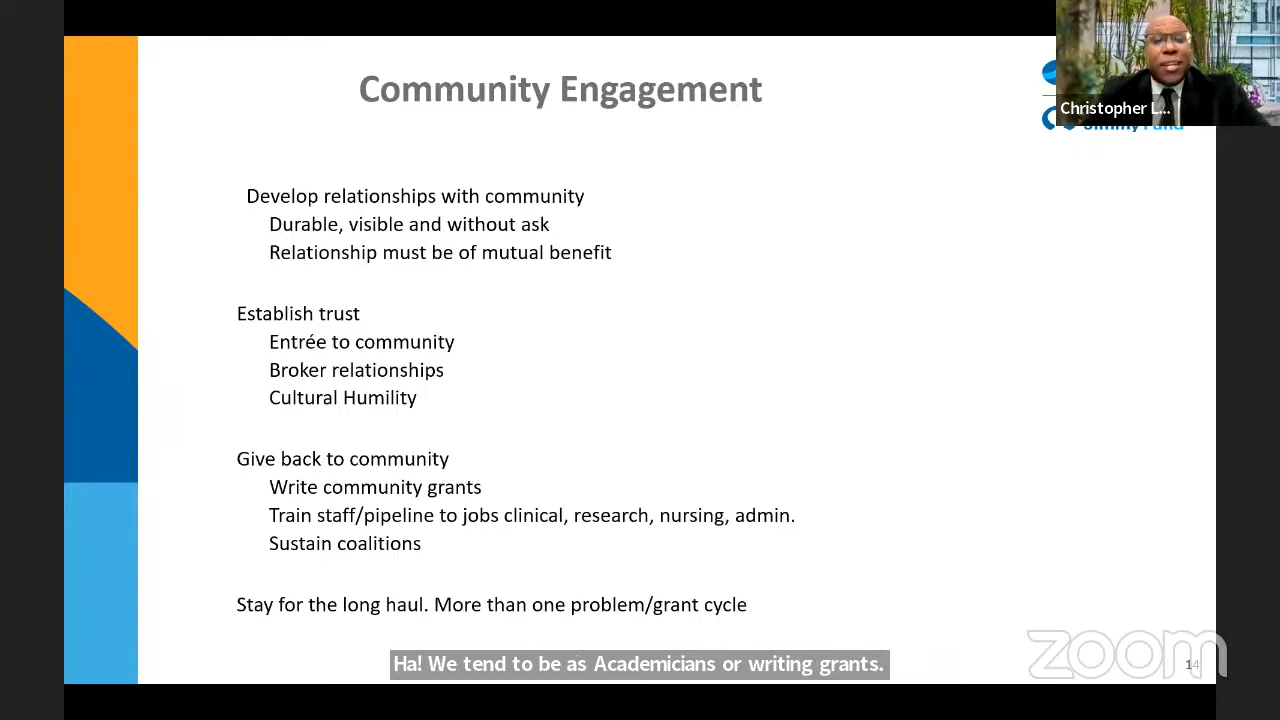 Community Engagement
Christopher L...
Jimmy Fund
Develop relationships with community
Durable, visible and without ask
Relationship must be of mutual benefit
Establish trust
Entrée to community
Broker relationships
Cultural Humility
Give back to community
Write community grants
Train staff/pipeline to jobs clinical, research, nursing, admin.
Sustain coalitions
Stay for the long haul. More than one problem/grant cycle
Ha! We tend to be as Academicians or writing grants.
zoom
14